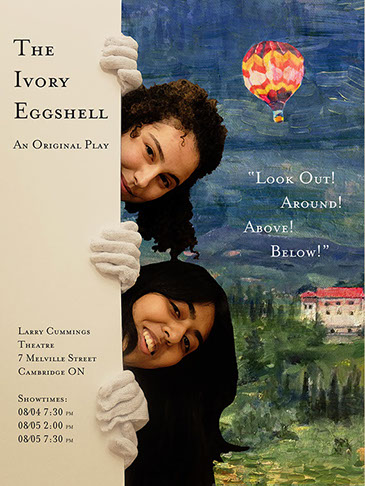 The
Ivory
Eggshell
An Original Play
"Look Out!
Around!
Above!
Below!"
Larry Cummings
Theatre
7 Melville Street
Cambridge ON
Showtimes:
08/04 7:30 PM
08/05 2:00 PM
08/05 7:30 PM